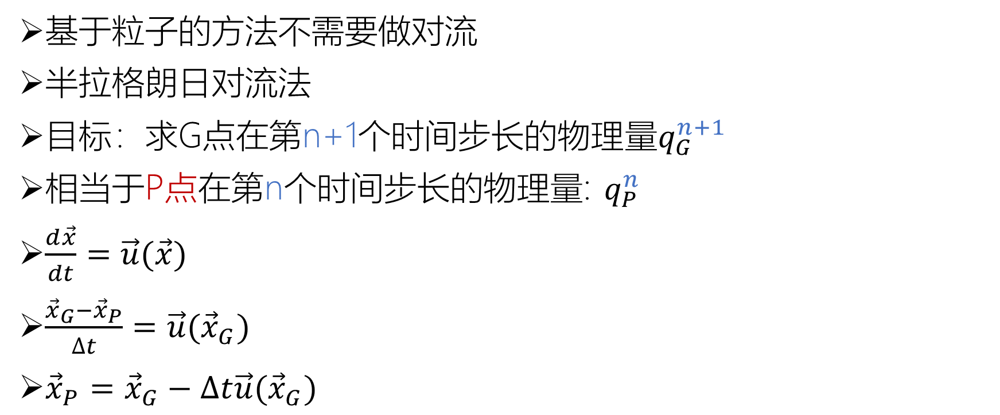 ➢基于粒子的方法不需要做对流
➢半拉格朗日对流法
➢目标：求G点在第n+1个时间步长的物理量$q_G^{n+1}$
➢相当于P点在第n个时间步长的物理量: $q_P^n$
➢$\frac{d\vec{x}}{dt} = \vec{u}(\vec{x})$
➢$\frac{\vec{x}_G - \vec{x}_P}{\Delta t} = \vec{u}(\vec{x}_G)$
➢$\vec{x}_P = \vec{x}_G - \Delta t\vec{u}(\vec{x}_G)$